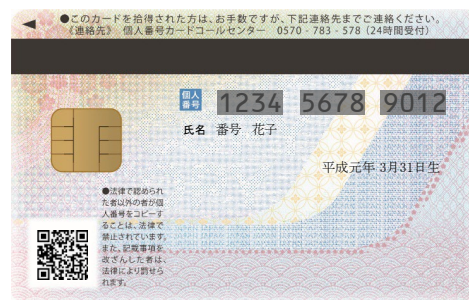 ●このカードを拾得された方は、お手数ですが、下記連絡先までご連絡ください。
《連絡先》 個人番号カードコールセンター 0570-783-578 (24時間受付)
個人番号 1234 5678 9012
氏名 番号 花子
平成元年 3月31日生
●法律で認められ
た者以外の者が個
人番号をコピーす
ることは、法律で
禁止されています。
また、記載事項を
改ざんした者は、
法律により罰せら
れます。